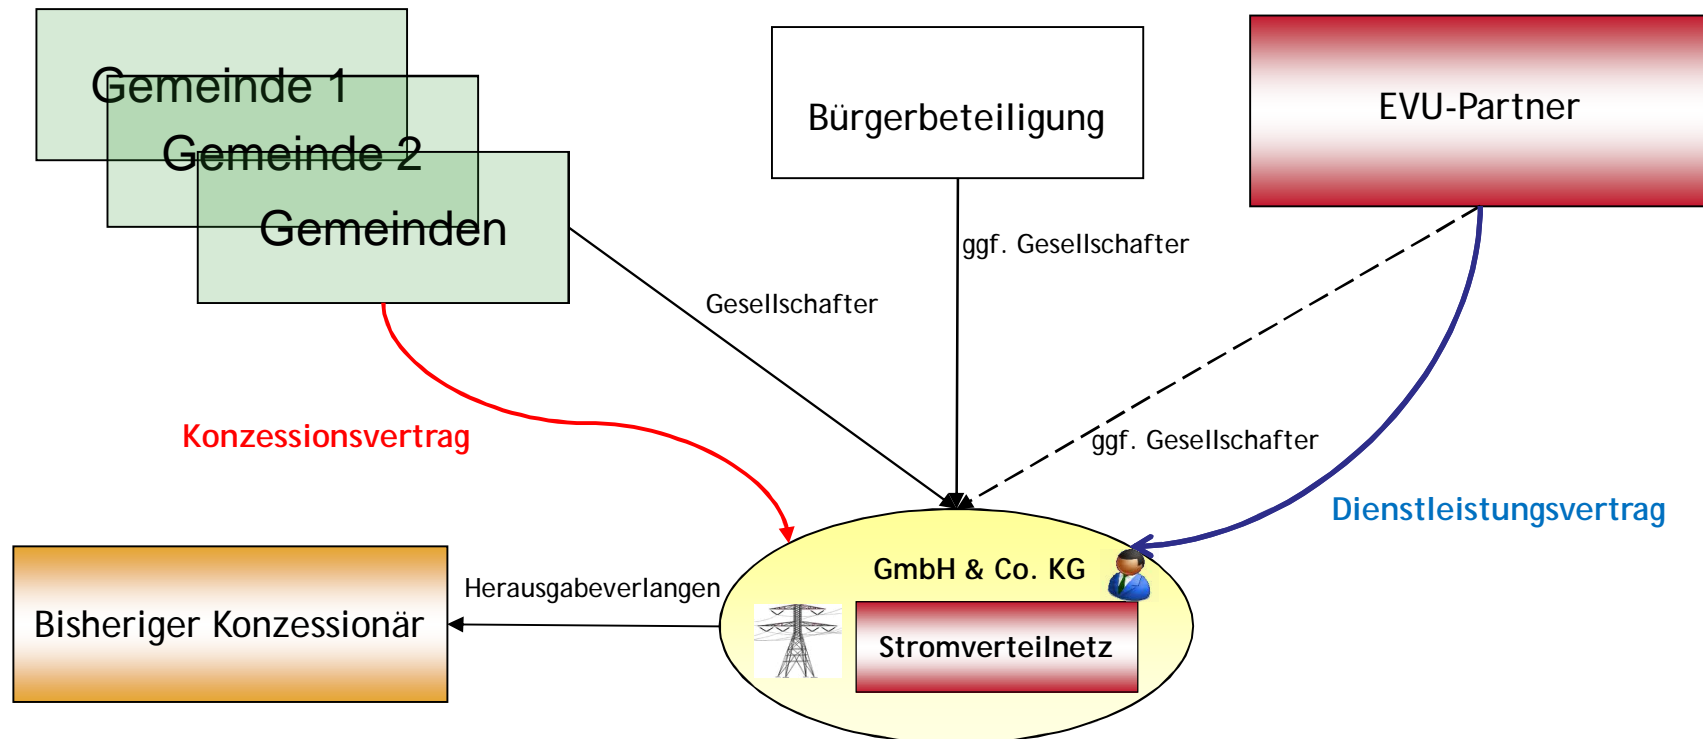 Gemeinde 1
Gemeinde 2
Gemeinden
Bürgerbeteiligung
EVU-Partner
ggf. Gesellschafter
Gesellschafter
Konzessionsvertrag
ggf. Gesellschafter
Dienstleistungsvertrag
GmbH & Co. KG
Herausgabeverlangen
Bisheriger Konzessionär
Stromverteilnetz